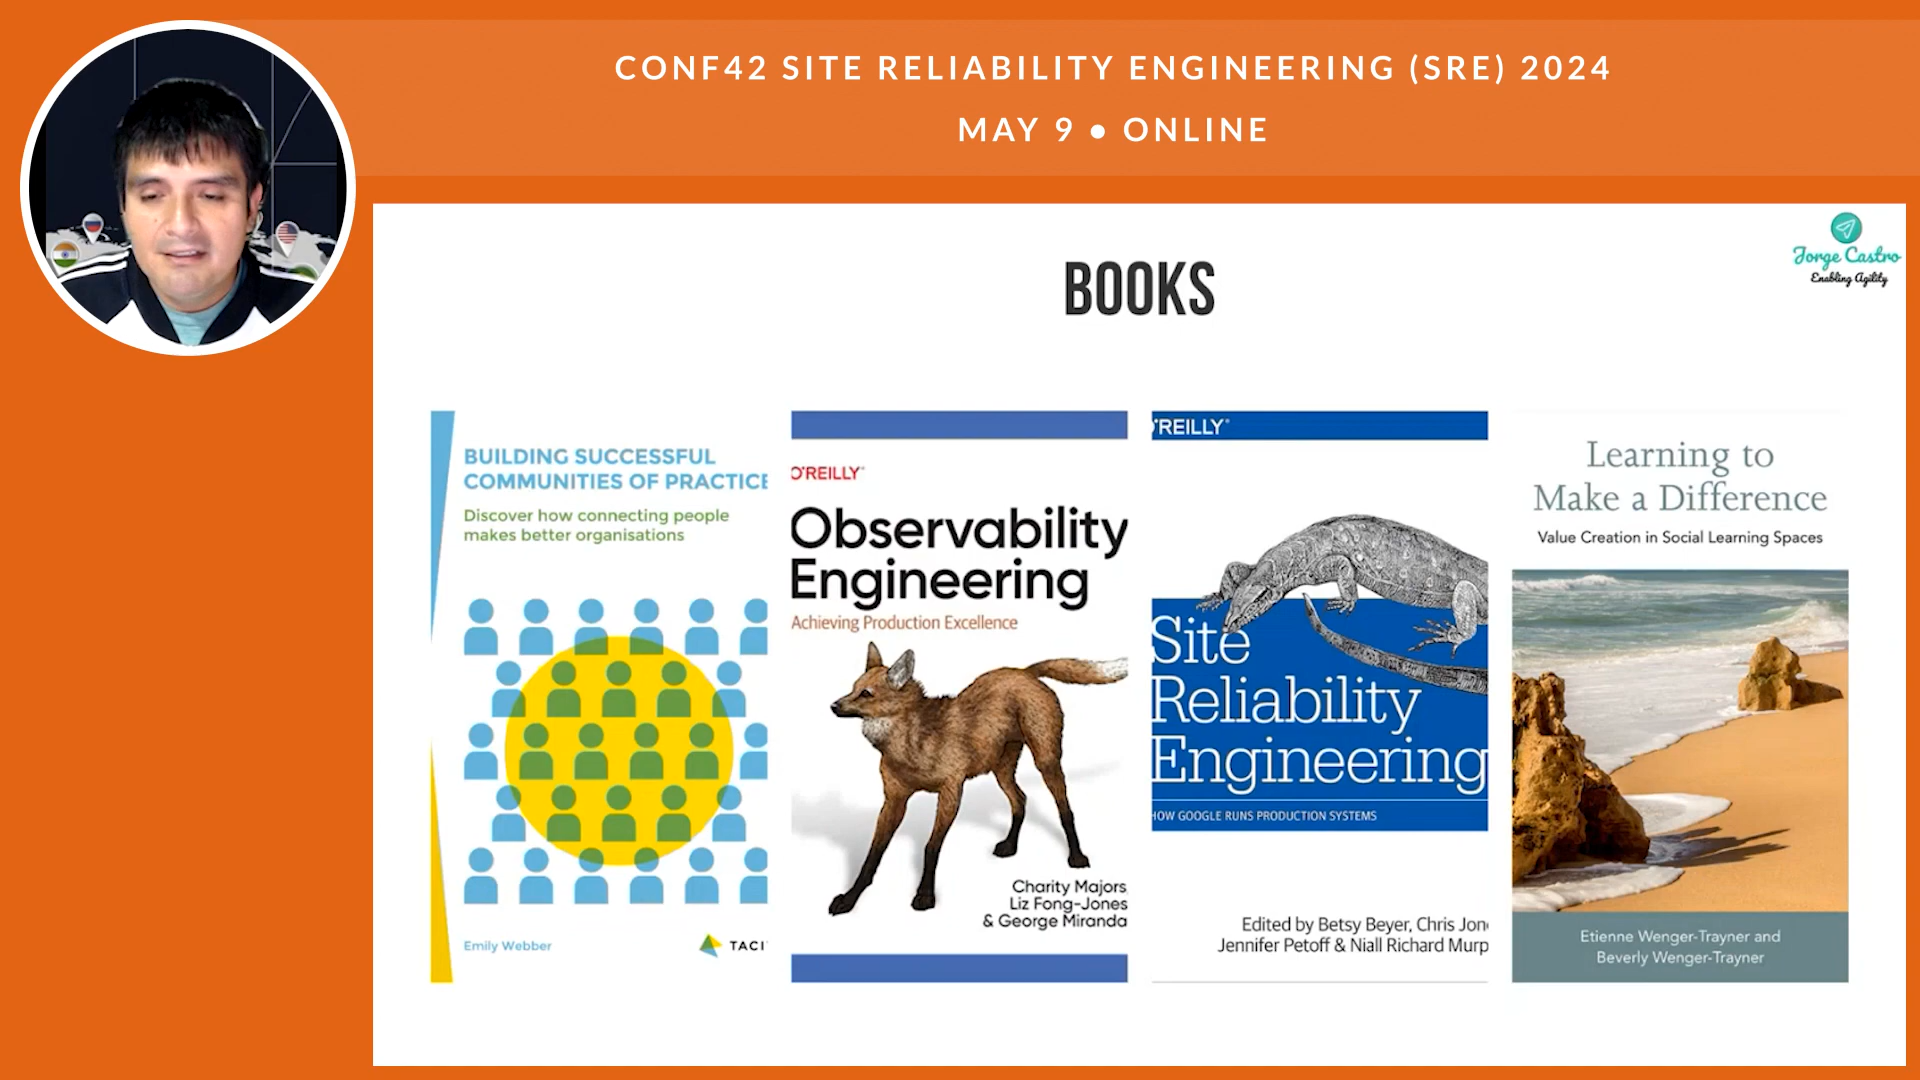 CONF42 SITE RELIABILITY ENGINEERING (SRE) 2024
MAY 9 • ONLINE
Jorge Castro
Enabling Agility
BOOKS
BUILDING SUCCESSFUL
COMMUNITIES OF PRACTICE
Discover how connecting people
makes better organisations
Emily Webber
TACI
O'REILLY®
Observability
Engineering
Achieving Production Excellence
Charity Majors
Liz Fong-Jones
& George Miranda
O'REILLY®
Site
Reliability
Engineering
HOW GOOGLE RUNS PRODUCTION SYSTEMS
Edited by Betsy Beyer, Chris Jon
Jennifer Petoff & Niall Richard Murp
Learning to
Make a Difference
Value Creation in Social Learning Spaces
Etienne Wenger-Trayner and
Beverly Wenger-Trayner